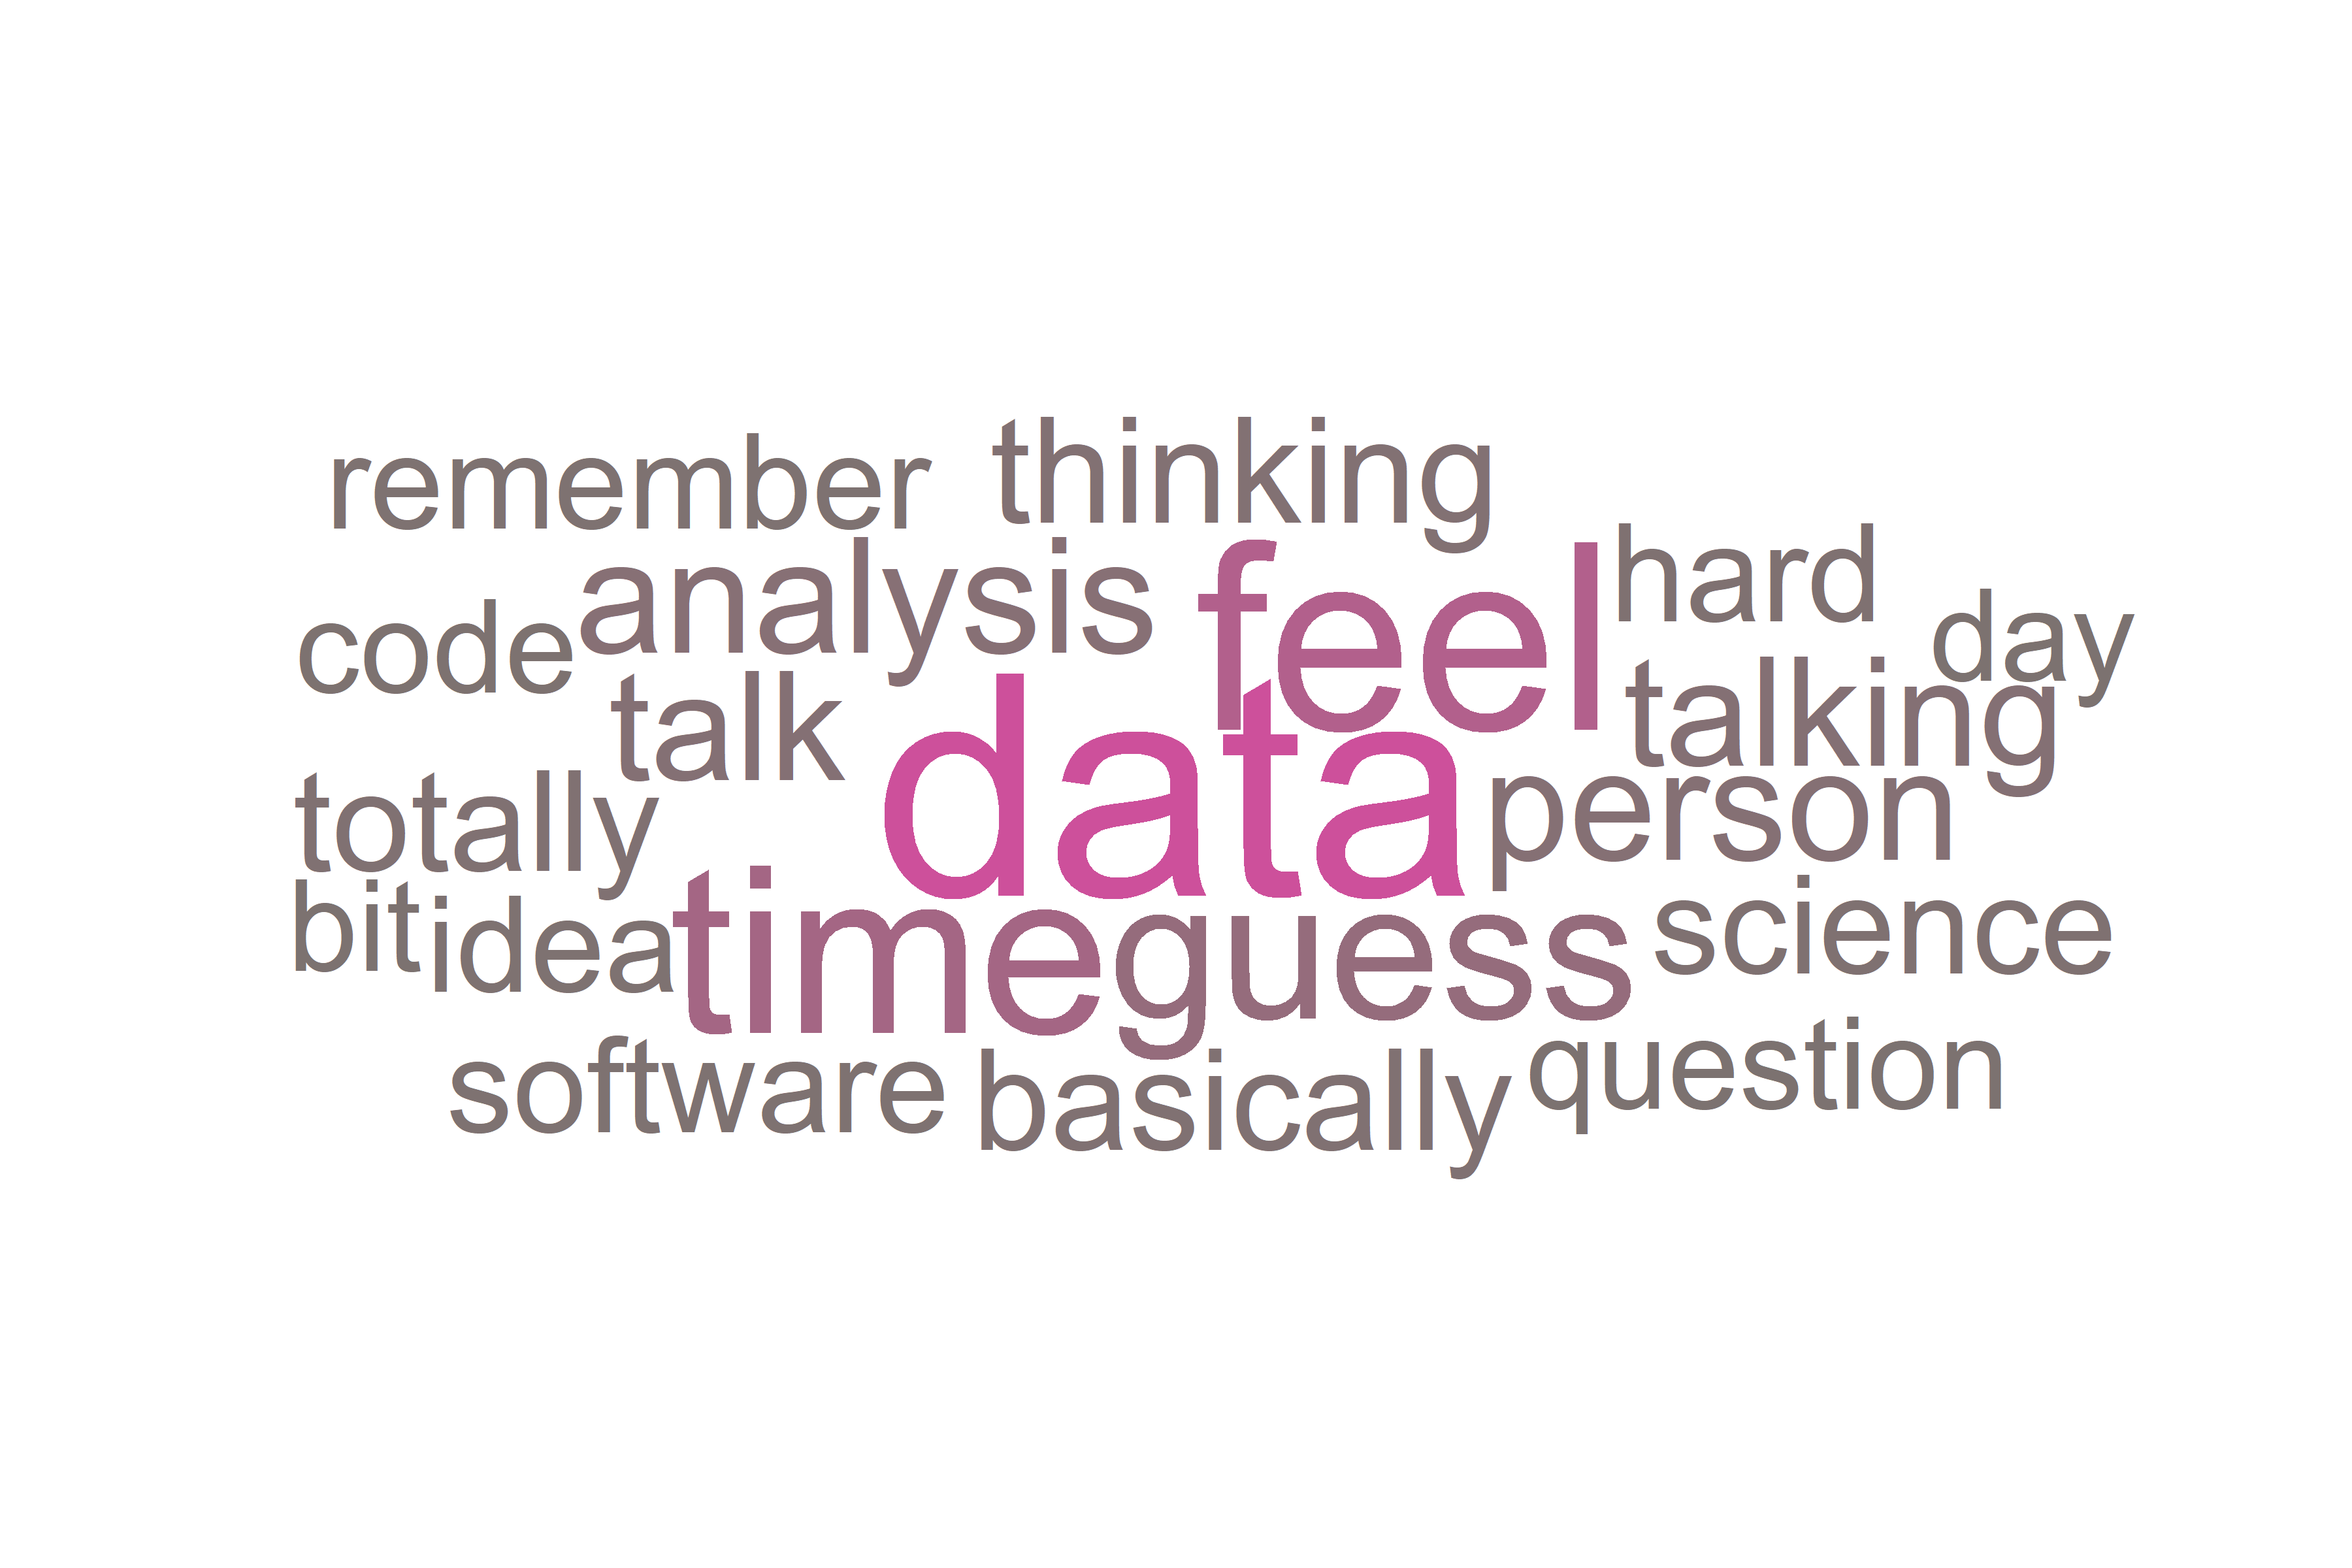 remember thinking
analysis feel hard
code day
talk data talking
totally person
bit idea time guess science
software basically question